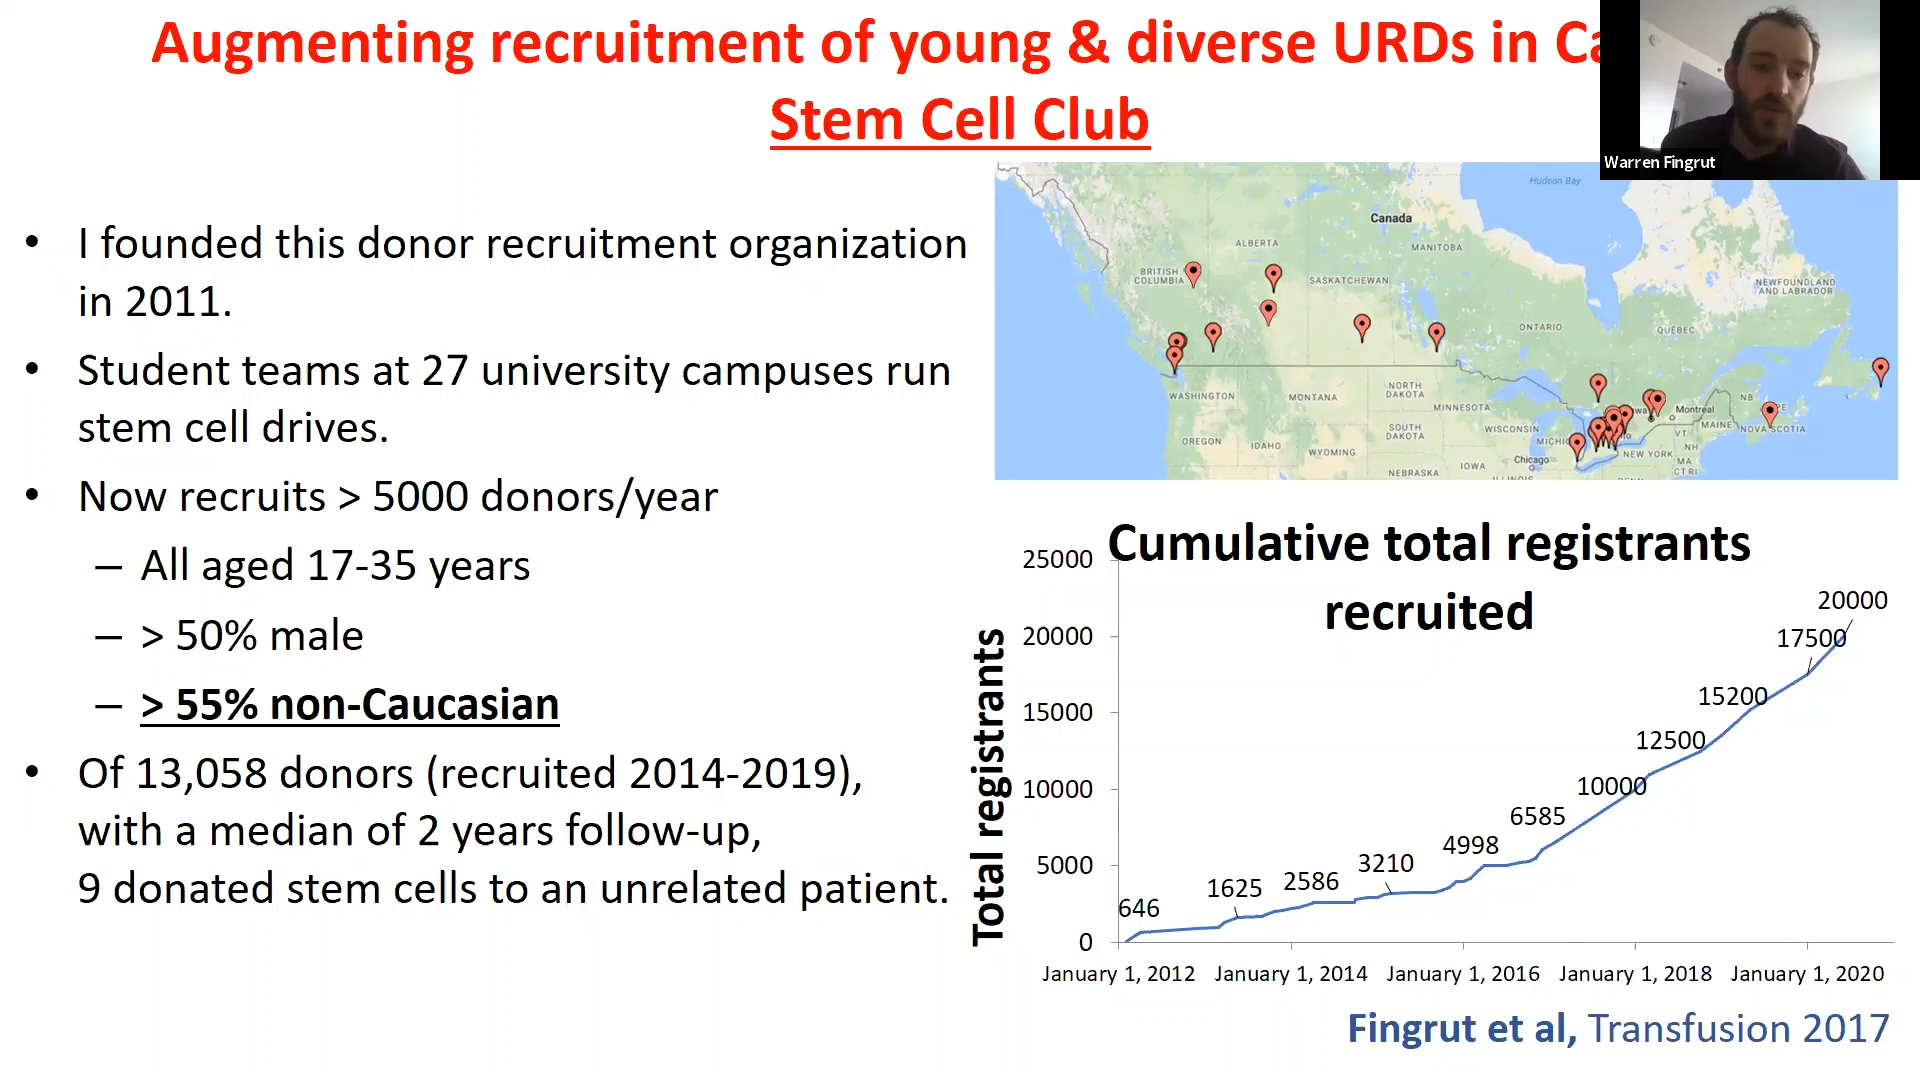 Augmenting recruitment of young & diverse URDs in Ca
Stem Cell Club
Warren Fingrut
• I founded this donor recruitment organization
in 2011.
• Student teams at 27 university campuses run
stem cell drives.
• Now recruits > 5000 donors/year
– All aged 17-35 years
– > 50% male
– > 55% non-Caucasian
• Of 13,058 donors (recruited 2014-2019),
with a median of 2 years follow-up,
9 donated stem cells to an unrelated patient.
Hudson Bay
Canada
ALBERTA
MANITOBA
BRITISH
COLUMBIA
SASKATCHEWAN
NEWFOUNDLAND
AND LABRADOR
ONTARIO
QUEBEC
WASHINGTON
MONTANA
NORTH
DAKOTA
MINNESOTA
Montreal
NB
PE
MAINE
NOVA SCOTIA
OREGON
IDAHO
WYOMING
SOUTH
DAKOTA
WISCONSIN
VT
NH
NEW YORK
MA
CT RI
Chicago
IOWA
NEBRASKA
Cumulative total registrants
recruited
Total registrants
25000
20000
15000
10000
5000
0
646
1625
2586
3210
4998
6585
10000
12500
15200
17500
20000
January 1, 2012
January 1, 2014
January 1, 2016
January 1, 2018
January 1, 2020
Fingrut et al, Transfusion 2017